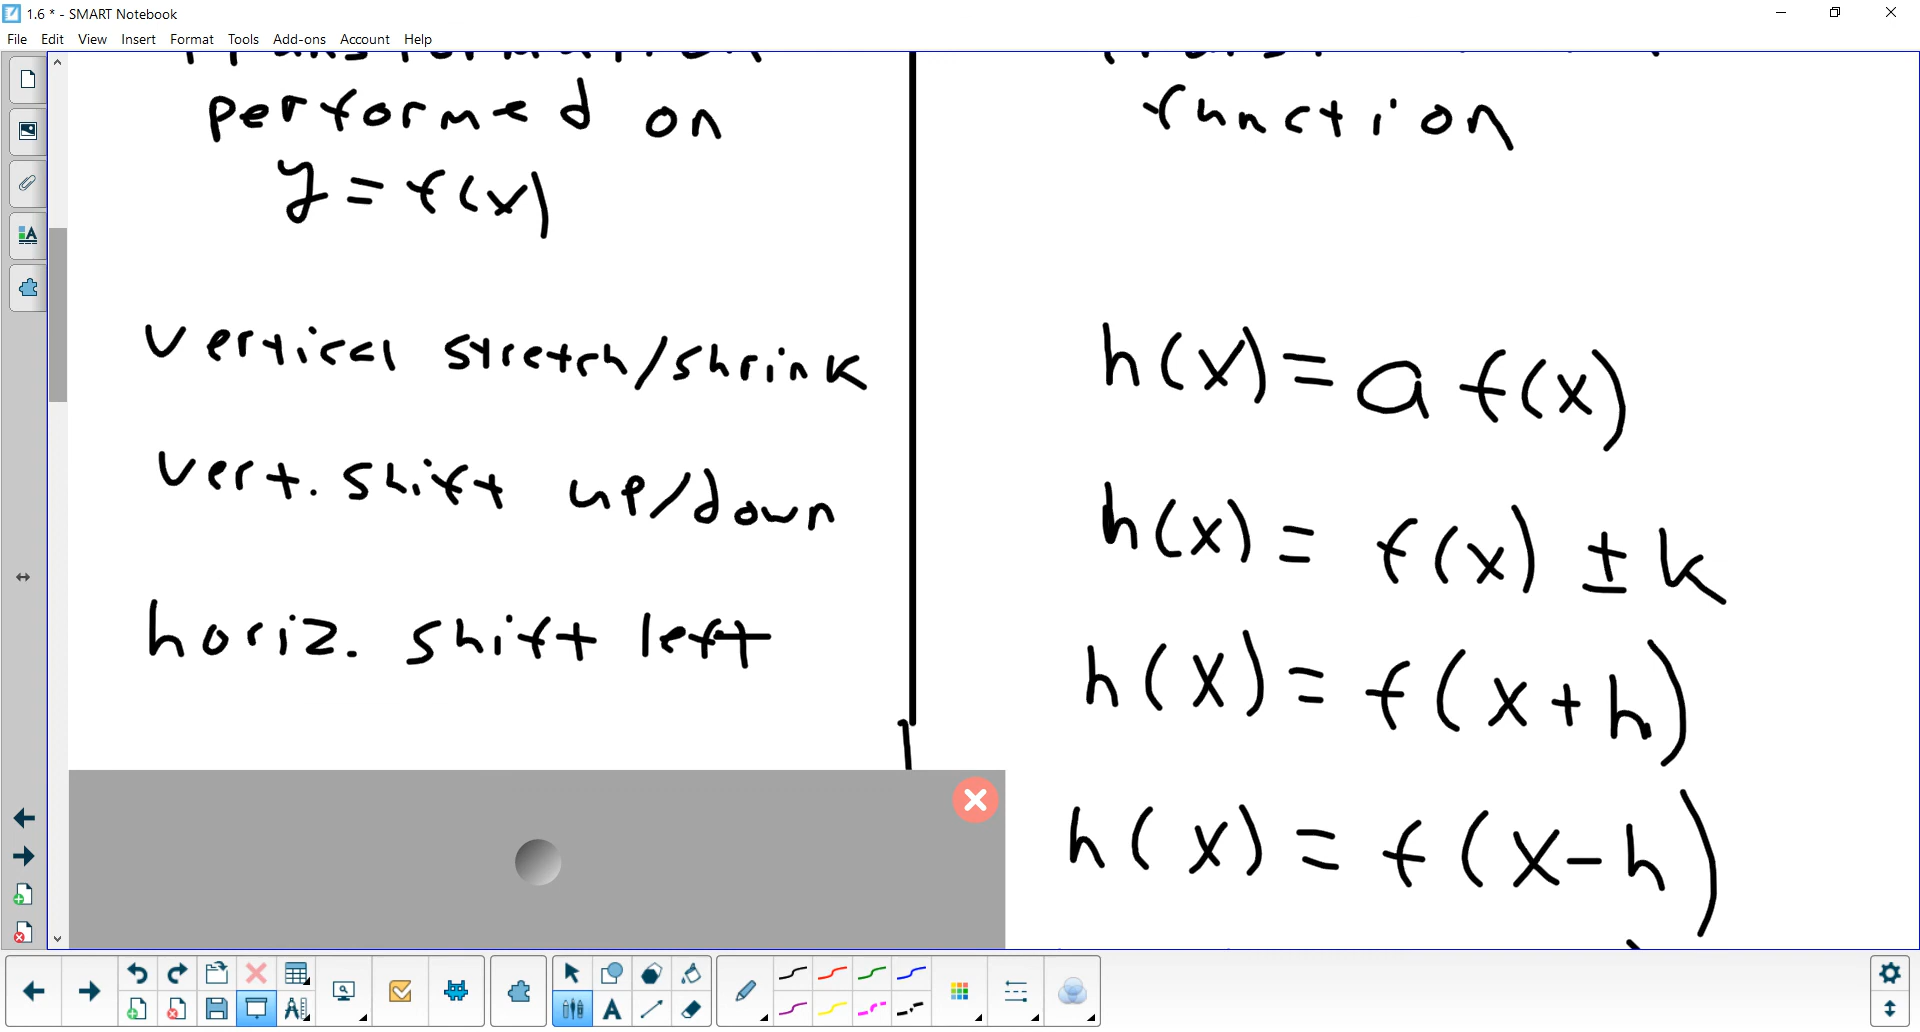 1.6 * - SMART Notebook
File Edit View Insert Format Tools Add-ons Account Help
performed on
y = f(x)
vertical stretch/shrink
vert. shift up/down
horiz. shift left
function
h(x) = a f(x)
h(x) = f(x) ± k
h(x) = f(x+h)
h(x) = f(x-h)